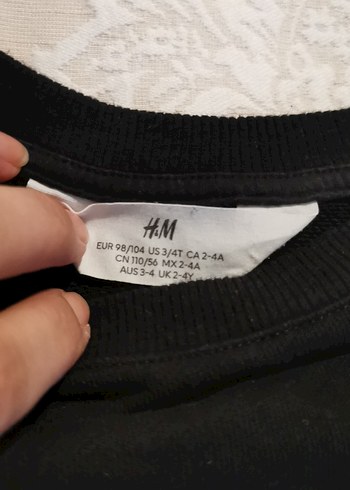 H&M
EUR 98/104 US 3/4T CA 2-4A
CN 110/56 MX 2-4A
AUS 3-4 UK 2-4Y